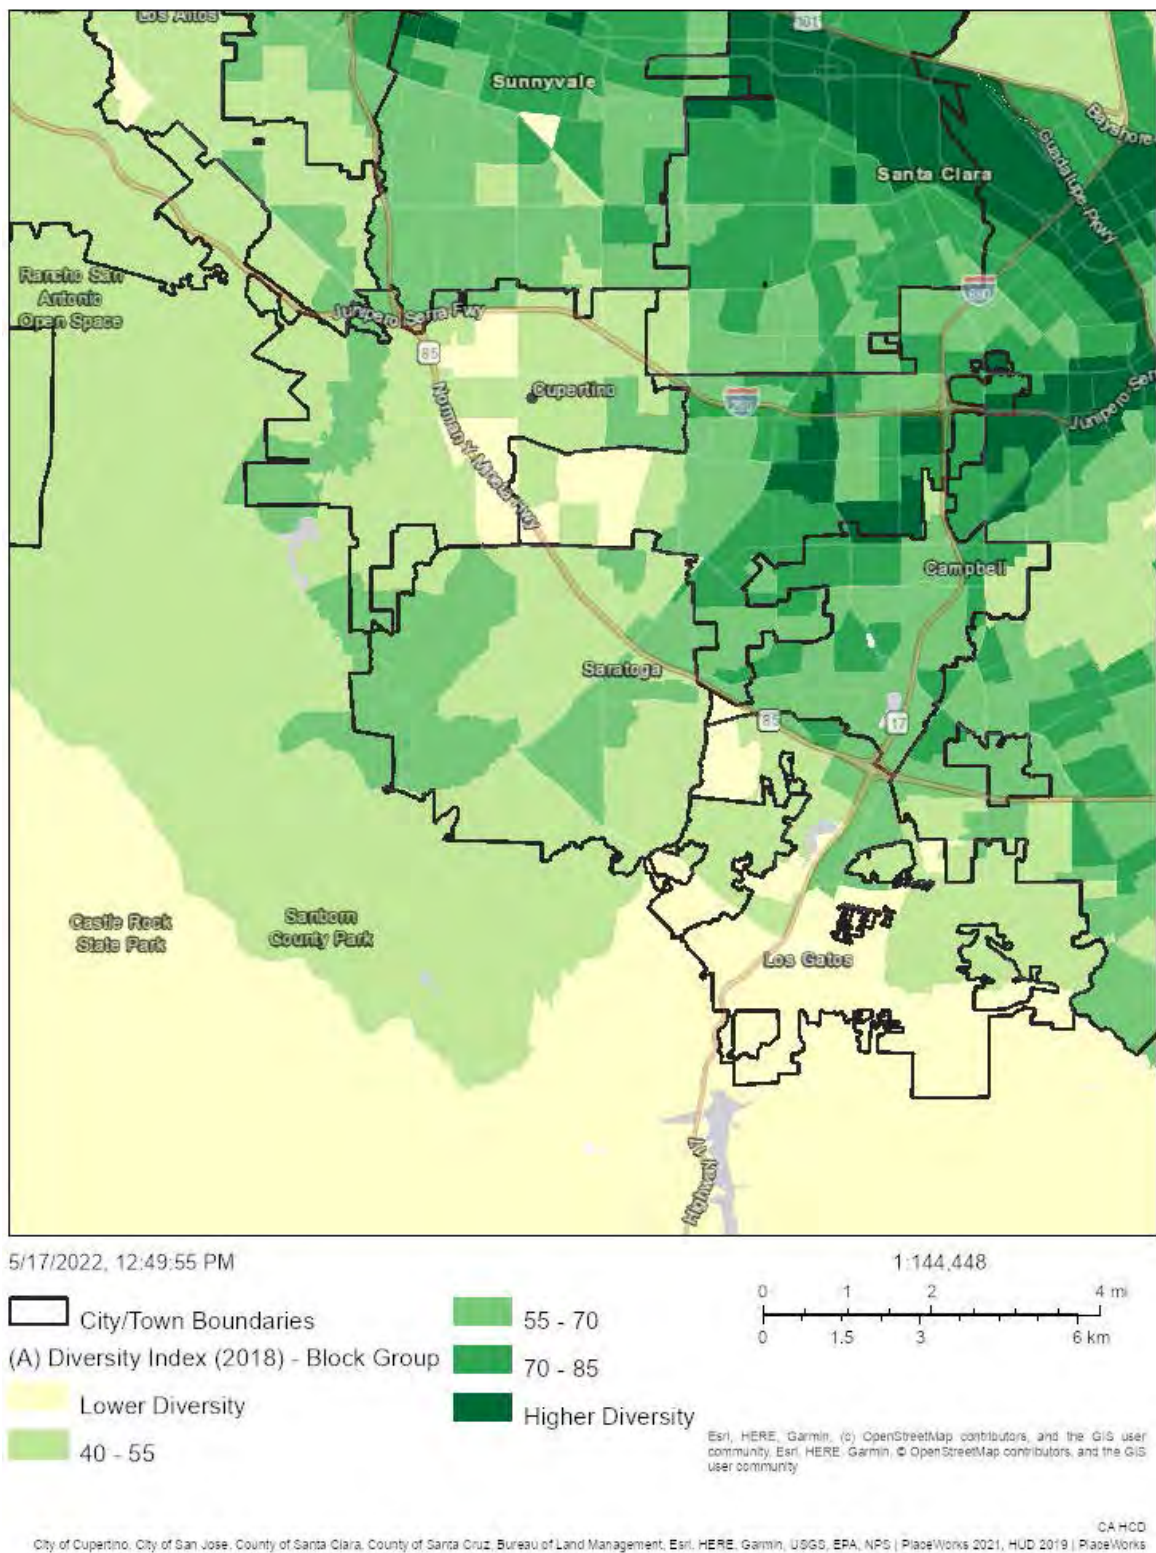 Los Altos
101
Sunnyvale
Bayshore
Santa Clara
Guadalupe Pkwy
Rancho San
Antonio
Open Space
880
Junipero Serra Fwy
85
Cupertino
280
Junipero Ser
Norman Y. Mineta Hwy
Campbell
Saratoga
85
17
Castle Rock
State Park
Sanborn
County Park
Los Gatos
Highway 17
5/17/2022, 12:49:55 PM
1:144,448
0 1 2 4 mi
0 1.5 3 6 km
City/Town Boundaries
(A) Diversity Index (2018) - Block Group
Lower Diversity
40 - 55
55 - 70
70 - 85
Higher Diversity
Esri, HERE, Garmin, (c) OpenStreetMap contributors, and the GIS user
community, Esri, HERE, Garmin, © OpenStreetMap contributors, and the GIS
user community
CA HCD
City of Cupertino, City of San Jose, County of Santa Clara, County of Santa Cruz, Bureau of Land Management, Esri, HERE, Garmin, USGS, EPA, NPS | PlaceWorks 2021, HUD 2019 | PlaceWorks